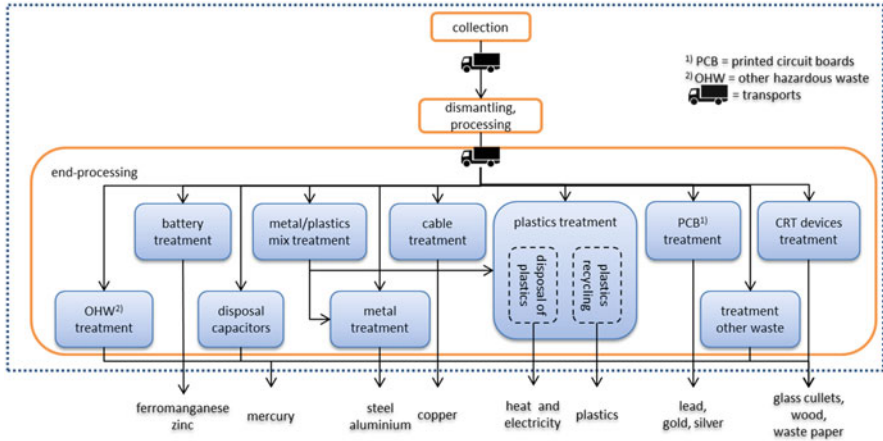 collection
1) PCB = printed circuit boards
2) OHW = other hazardous waste
= transports
dismantling,
processing
end-processing
battery
treatment
metal/plastics
mix treatment
cable
treatment
plastics treatment
PCB1)
treatment
CRT devices
treatment
disposal of
plastics
plastics
recycling
OHW2)
treatment
disposal
capacitors
metal
treatment
treatment
other waste
ferromanganese
zinc
mercury
steel
aluminium
copper
heat and
electricity
plastics
lead,
gold, silver
glass cullets,
wood,
waste paper